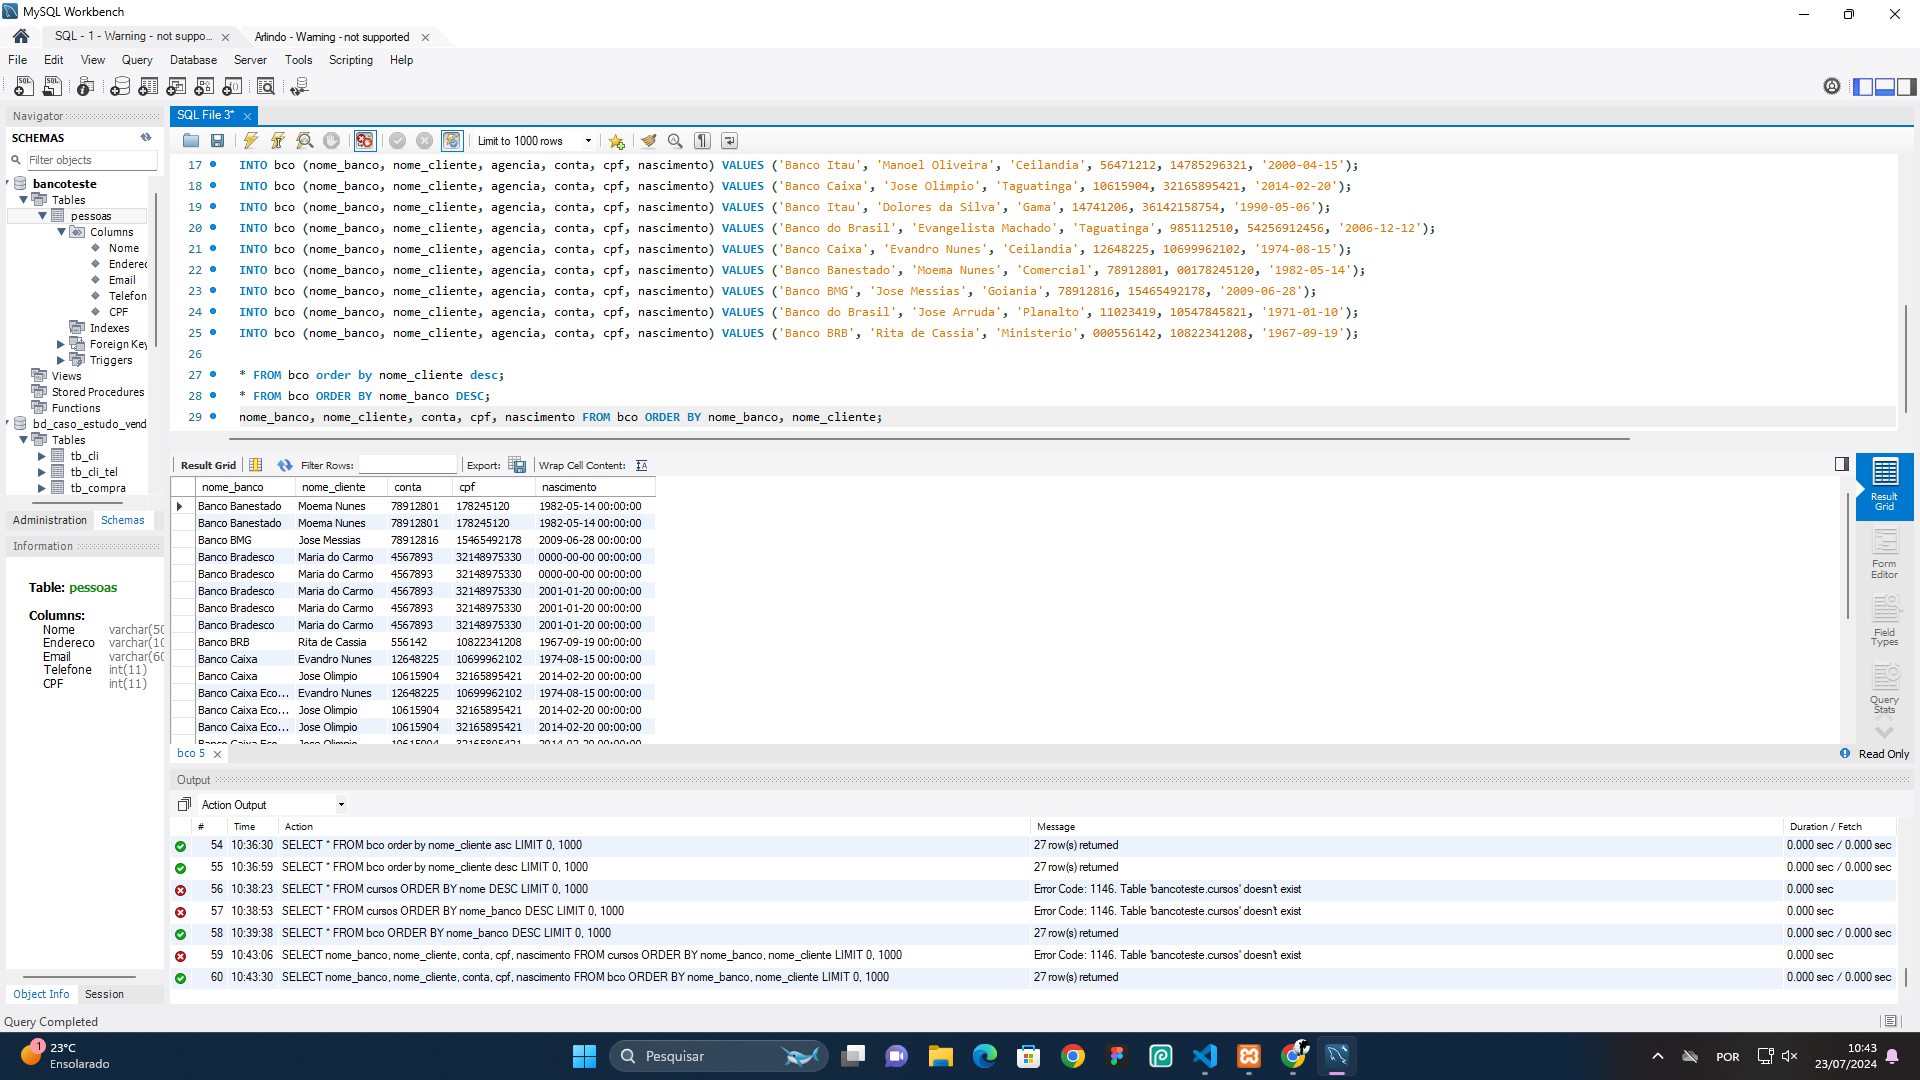 MySQL Workbench
SQL - 1 - Warning - not suppo...
Arlindo - Warning - not supported
File Edit View Query Database Server Tools Scripting Help
Navigator
SCHEMAS
Filter objects
bancoteste
Tables
pessoas
Columns
Nome
Enderec
Email
Telefon
CPF
Indexes
Foreign Key
Triggers
Views
Stored Procedures
Functions
bd_caso_estudo_vend
Tables
tb_cli
tb_cli_tel
tb_compra
Administration Schemas
Information
Table: pessoas
Columns:
Nome varchar(50
Endereco varchar(10
Email varchar(60
Telefone int(11)
CPF int(11)
Object Info Session
SQL File 3*
Limit to 1000 rows
17 INTO bco (nome_banco, nome_cliente, agencia, conta, cpf, nascimento) VALUES ('Banco Itau', 'Manoel Oliveira', 'Ceilandia', 56471212, 14785296321, '2000-04-15');
18 INTO bco (nome_banco, nome_cliente, agencia, conta, cpf, nascimento) VALUES ('Banco Caixa', 'Jose Olimpio', 'Taguatinga', 10615904, 32165895421, '2014-02-20');
19 INTO bco (nome_banco, nome_cliente, agencia, conta, cpf, nascimento) VALUES ('Banco Itau', 'Dolores da Silva', 'Gama', 14741206, 36142158754, '1990-05-06');
20 INTO bco (nome_banco, nome_cliente, agencia, conta, cpf, nascimento) VALUES ('Banco do Brasil', 'Evangelista Machado', 'Taguatinga', 985112510, 54256912456, '2006-12-12');
21 INTO bco (nome_banco, nome_cliente, agencia, conta, cpf, nascimento) VALUES ('Banco Caixa', 'Evandro Nunes', 'Ceilandia', 12648225, 10699962102, '1974-08-15');
22 INTO bco (nome_banco, nome_cliente, agencia, conta, cpf, nascimento) VALUES ('Banco Banestado', 'Moema Nunes', 'Comercial', 78912801, 00178245120, '1982-05-14');
23 INTO bco (nome_banco, nome_cliente, agencia, conta, cpf, nascimento) VALUES ('Banco BMG', 'Jose Messias', 'Goiania', 78912816, 15465492178, '2009-06-28');
24 INTO bco (nome_banco, nome_cliente, agencia, conta, cpf, nascimento) VALUES ('Banco do Brasil', 'Jose Arruda', 'Planalto', 11023419, 10547845821, '1971-01-10');
25 INTO bco (nome_banco, nome_cliente, agencia, conta, cpf, nascimento) VALUES ('Banco BRB', 'Rita de Cassia', 'Ministerio', 000556142, 10822341208, '1967-09-19');
26
27 * FROM bco order by nome_cliente desc;
28 * FROM bco ORDER BY nome_banco DESC;
29 nome_banco, nome_cliente, conta, cpf, nascimento FROM bco ORDER BY nome_banco, nome_cliente;
Result Grid Filter Rows: Export: Wrap Cell Content:
nome_banco nome_cliente conta cpf nascimento
Banco Banestado Moema Nunes 78912801 178245120 1982-05-14 00:00:00
Banco Banestado Moema Nunes 78912801 178245120 1982-05-14 00:00:00
Banco BMG Jose Messias 78912816 15465492178 2009-06-28 00:00:00
Banco Bradesco Maria do Carmo 4567893 32148975330 0000-00-00 00:00:00
Banco Bradesco Maria do Carmo 4567893 32148975330 0000-00-00 00:00:00
Banco Bradesco Maria do Carmo 4567893 32148975330 2001-01-20 00:00:00
Banco Bradesco Maria do Carmo 4567893 32148975330 2001-01-20 00:00:00
Banco Bradesco Maria do Carmo 4567893 32148975330 2001-01-20 00:00:00
Banco BRB Rita de Cassia 556142 10822341208 1967-09-19 00:00:00
Banco Caixa Evandro Nunes 12648225 10699962102 1974-08-15 00:00:00
Banco Caixa Jose Olimpio 10615904 32165895421 2014-02-20 00:00:00
Banco Caixa Eco... Evandro Nunes 12648225 10699962102 1974-08-15 00:00:00
Banco Caixa Eco... Jose Olimpio 10615904 32165895421 2014-02-20 00:00:00
Banco Caixa Eco... Jose Olimpio 10615904 32165895421 2014-02-20 00:00:00
Banco Caixa Eco... Jose Olimpio 10615904 32165895421 2014-02-20 00:00:00
Result Grid
Form Editor
Field Types
Query Stats
bco 5
Read Only
Output
Action Output
# Time Action Message Duration / Fetch
54 10:36:30 SELECT * FROM bco order by nome_cliente asc LIMIT 0, 1000 27 row(s) returned 0.000 sec / 0.000 sec
55 10:36:59 SELECT * FROM bco order by nome_cliente desc LIMIT 0, 1000 27 row(s) returned 0.000 sec / 0.000 sec
56 10:38:23 SELECT * FROM cursos ORDER BY nome DESC LIMIT 0, 1000 Error Code: 1146. Table 'bancoteste.cursos' doesn't exist 0.000 sec
57 10:38:53 SELECT * FROM cursos ORDER BY nome_banco DESC LIMIT 0, 1000 Error Code: 1146. Table 'bancoteste.cursos' doesn't exist 0.000 sec
58 10:39:38 SELECT * FROM bco ORDER BY nome_banco DESC LIMIT 0, 1000 27 row(s) returned 0.000 sec / 0.000 sec
59 10:43:06 SELECT nome_banco, nome_cliente, conta, cpf, nascimento FROM cursos ORDER BY nome_banco, nome_cliente LIMIT 0, 1000 Error Code: 1146. Table 'bancoteste.cursos' doesn't exist 0.000 sec
60 10:43:30 SELECT nome_banco, nome_cliente, conta, cpf, nascimento FROM bco ORDER BY nome_banco, nome_cliente LIMIT 0, 1000 27 row(s) returned 0.000 sec / 0.000 sec
Query Completed
1
23°C
Ensolarado
Pesquisar
POR
10:43
23/07/2024